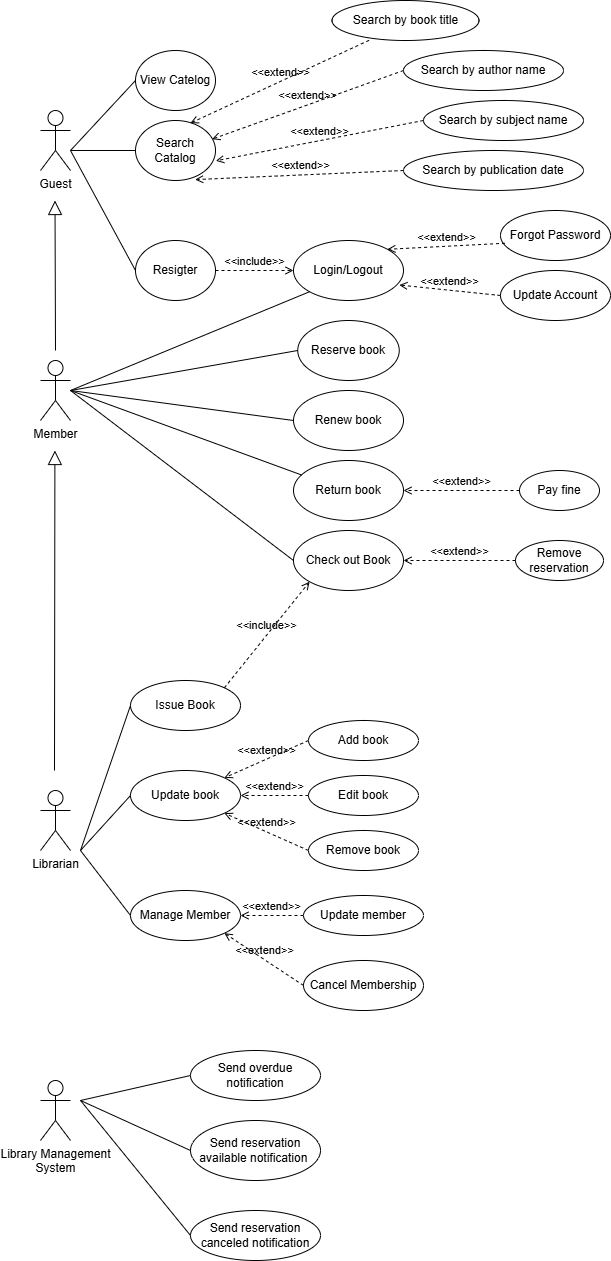 Search by book title
<<extend>>
View Catelog
Search by author name
<<extend>>
Search by subject name
<<extend>>
Search
Catalog
Search by publication date
<<extend>>
Guest
Forgot Password
<<extend>>
Resigter
<<include>>
Login/Logout
<<extend>>
Update Account
Reserve book
Member
Renew book
Return book
<<extend>>
Pay fine
Check out Book
<<extend>>
Remove
reservation
<<include>>
Issue Book
Add book
<<extend>>
Update book
<<extend>>
Edit book
<<extend>>
Remove book
Librarian
Manage Member
<<extend>>
Update member
<<extend>>
Cancel Membership
Send overdue
notification
Library Management
System
Send reservation
available notification
Send reservation
canceled notification